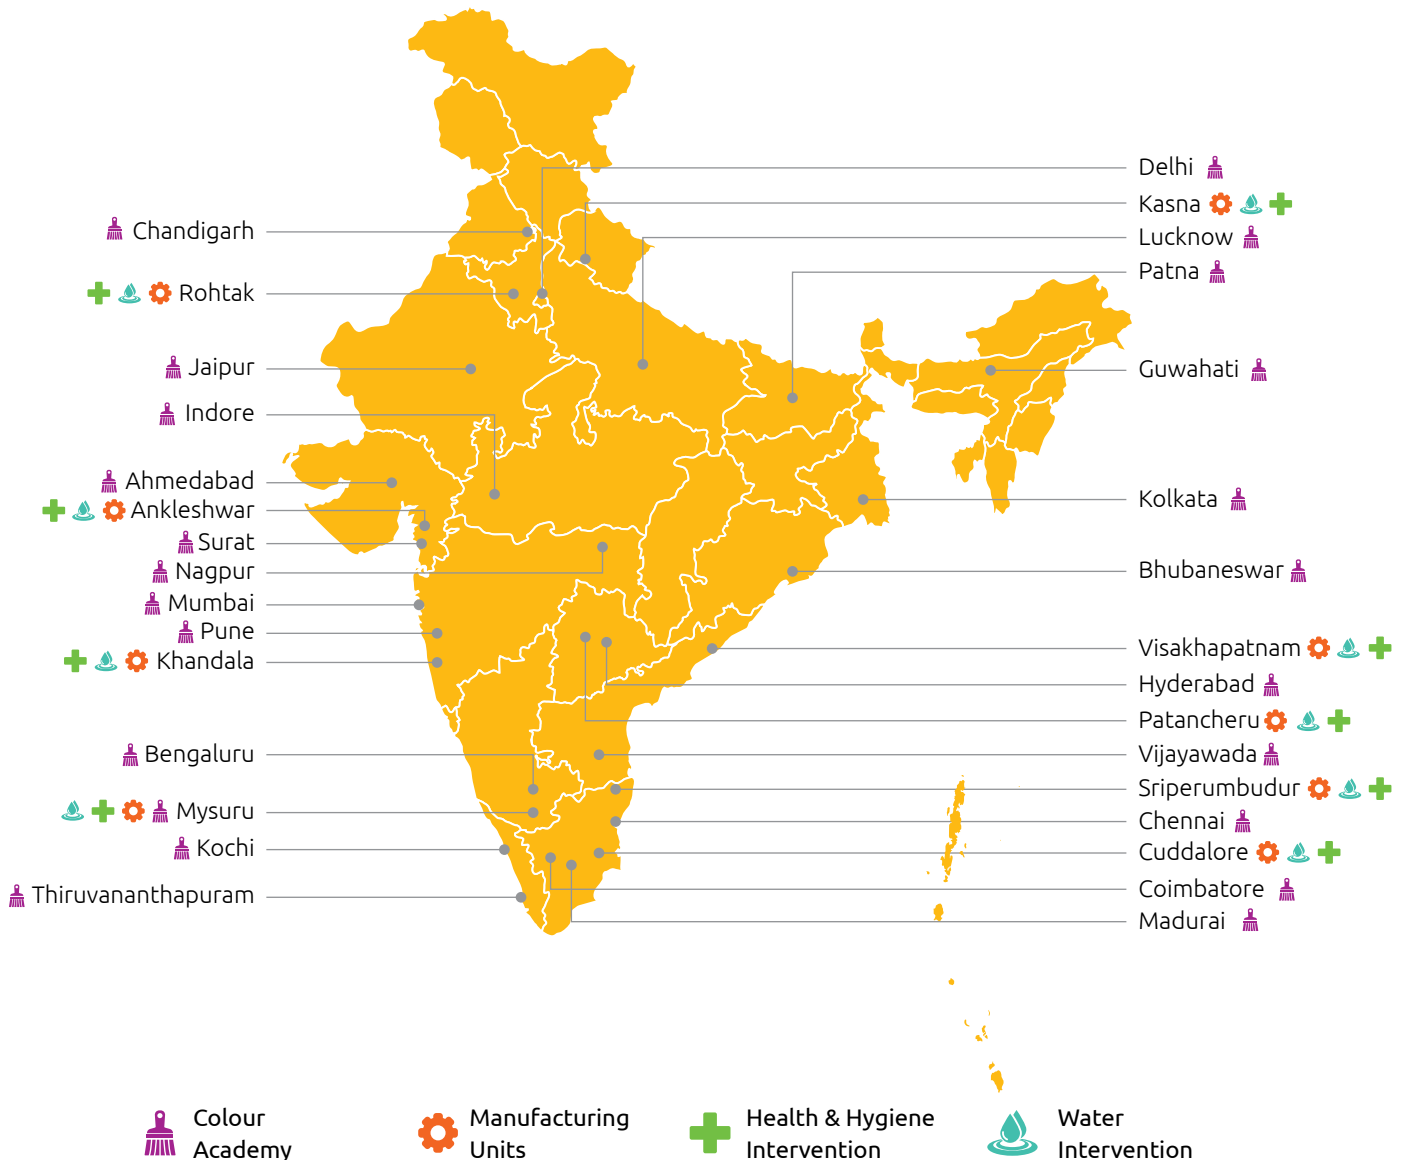 Chandigarh
Rohtak
Jaipur
Indore
Ahmedabad
Ankleshwar
Surat
Nagpur
Mumbai
Pune
Khandala
Bengaluru
Mysuru
Kochi
Thiruvananthapuram
Delhi
Kasna
Lucknow
Patna
Guwahati
Kolkata
Bhubaneswar
Visakhapatnam
Hyderabad
Patancheru
Vijayawada
Sriperumbudur
Chennai
Cuddalore
Coimbatore
Madurai
Colour
Academy
Manufacturing
Units
Health & Hygiene
Intervention
Water
Intervention